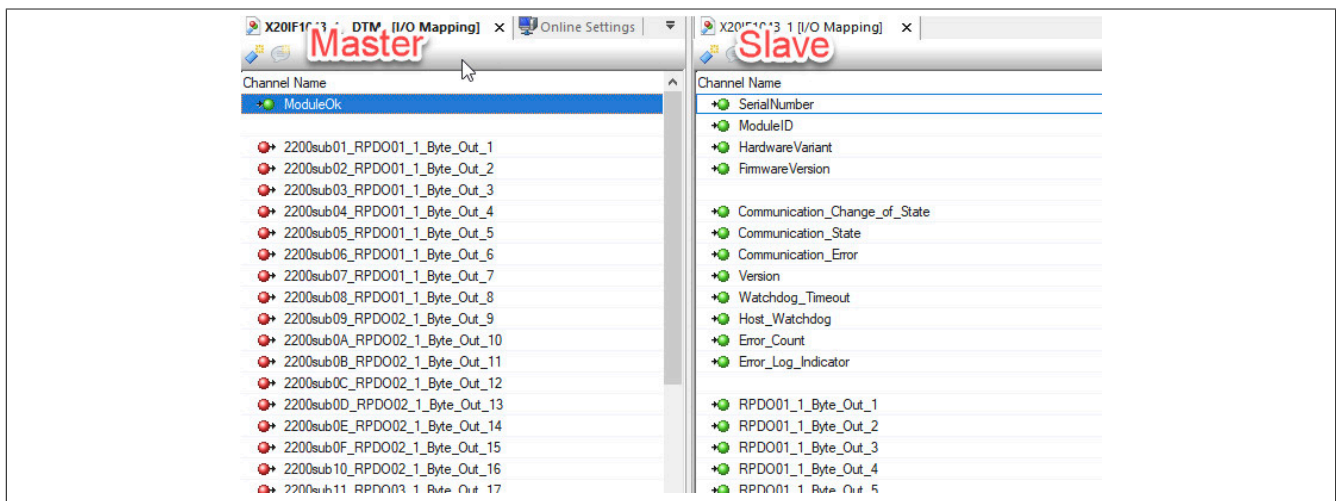 DTM [I/O Mapping] x Online Settings
Master
Channel Name
ModuleOk
2200sub01_RPDO01_1_Byte_Out_1
2200sub02_RPDO01_1_Byte_Out_2
2200sub03_RPDO01_1_Byte_Out_3
2200sub04_RPDO01_1_Byte_Out_4
2200sub05_RPDO01_1_Byte_Out_5
2200sub06_RPDO01_1_Byte_Out_6
2200sub07_RPDO01_1_Byte_Out_7
2200sub08_RPDO01_1_Byte_Out_8
2200sub09_RPDO02_1_Byte_Out_9
2200sub0A_RPDO02_1_Byte_Out_10
2200sub0B_RPDO02_1_Byte_Out_11
2200sub0C_RPDO02_1_Byte_Out_12
2200sub0D_RPDO02_1_Byte_Out_13
2200sub0E_RPDO02_1_Byte_Out_14
2200sub0F_RPDO02_1_Byte_Out_15
2200sub10_RPDO02_1_Byte_Out_16
2200sub11_RPDO03_1_Byte_Out_17
[I/O Mapping] x
Slave
Channel Name
SerialNumber
ModuleID
HardwareVariant
FirmwareVersion
Communication_Change_of_State
Communication_State
Communication_Error
Version
Watchdog_Timeout
Host_Watchdog
Error_Count
Error_Log_Indicator
RPDO01_1_Byte_Out_1
RPDO01_1_Byte_Out_2
RPDO01_1_Byte_Out_3
RPDO01_1_Byte_Out_4
RPDO01_1_Byte_Out_5